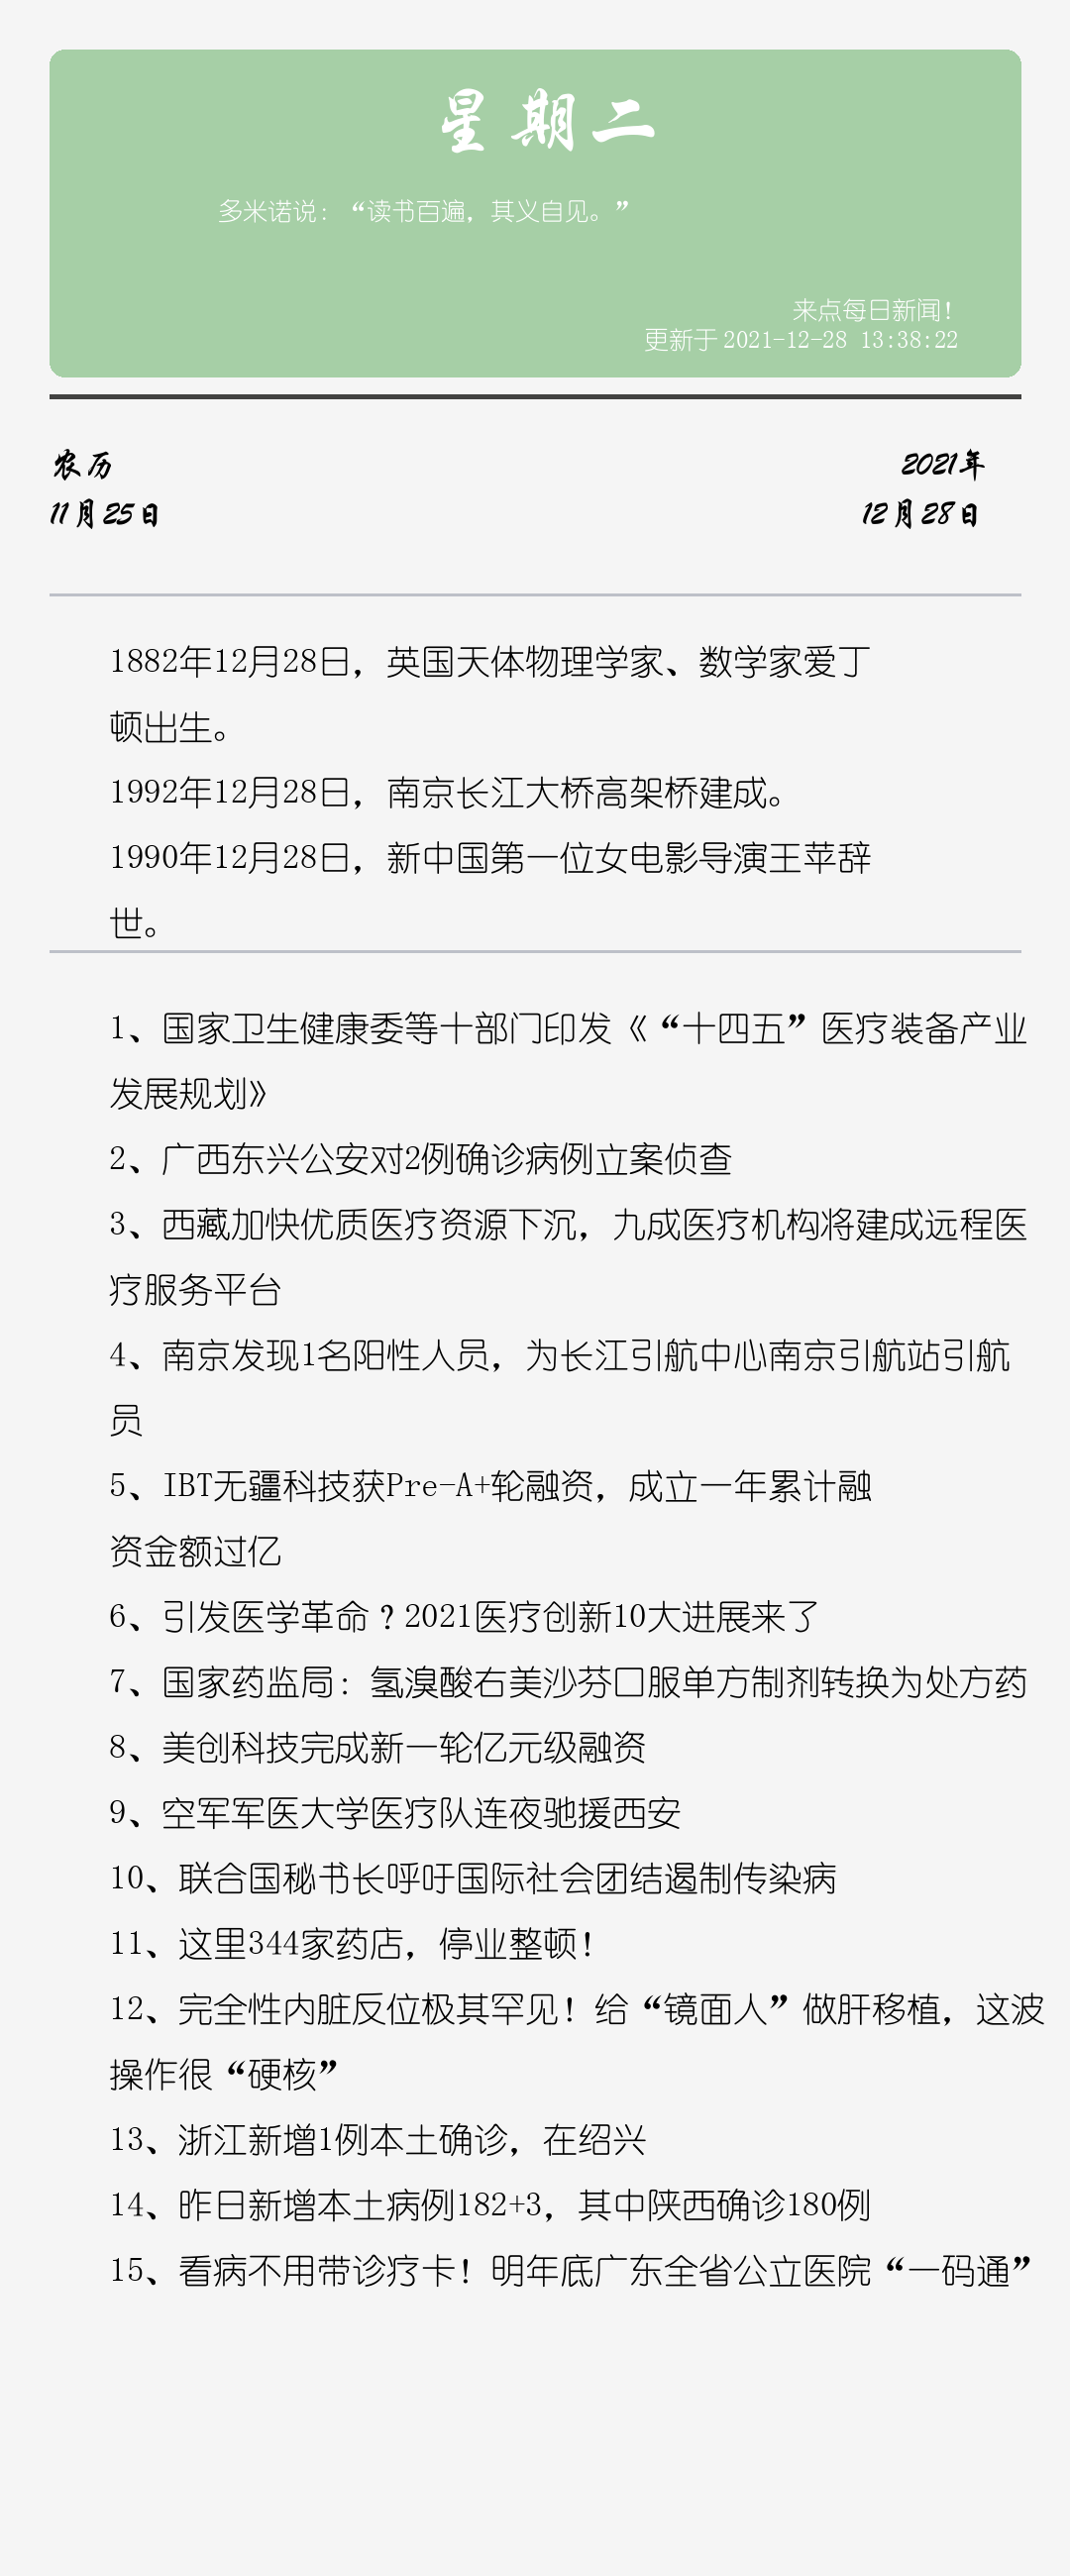 星期二
多米诺说：“读书百遍，其义自见。”
来点每日新闻！
更新于 2021-12-28 13:38:22
农历
2021年
11月25日
12月28日
1882年12月28日，英国天体物理学家、数学家爱丁
顿出生。
1992年12月28日，南京长江大桥高架桥建成。
1990年12月28日，新中国第一位女电影导演王苹辞
世。
1、国家卫生健康委等十部门印发《“十四五”医疗装备产业
发展规划》
2、广西东兴公安对2例确诊病例立案侦查
3、西藏加快优质医疗资源下沉，九成医疗机构将建成远程医
疗服务平台
4、南京发现1名阳性人员，为长江引航中心南京引航站引航
员
5、IBT无疆科技获Pre-A+轮融资，成立一年累计融
资金额过亿
6、引发医学革命？2021医疗创新10大进展来了
7、国家药监局：氢溴酸右美沙芬口服单方制剂转换为处方药
8、美创科技完成新一轮亿元级融资
9、空军军医大学医疗队连夜驰援西安
10、联合国秘书长呼吁国际社会团结遏制传染病
11、这里344家药店，停业整顿！
12、完全性内脏反位极其罕见！给“镜面人”做肝移植，这波
操作很“硬核”
13、浙江新增1例本土确诊，在绍兴
14、昨日新增本土病例182+3，其中陕西确诊180例
15、看病不用带诊疗卡！明年底广东全省公立医院“一码通”